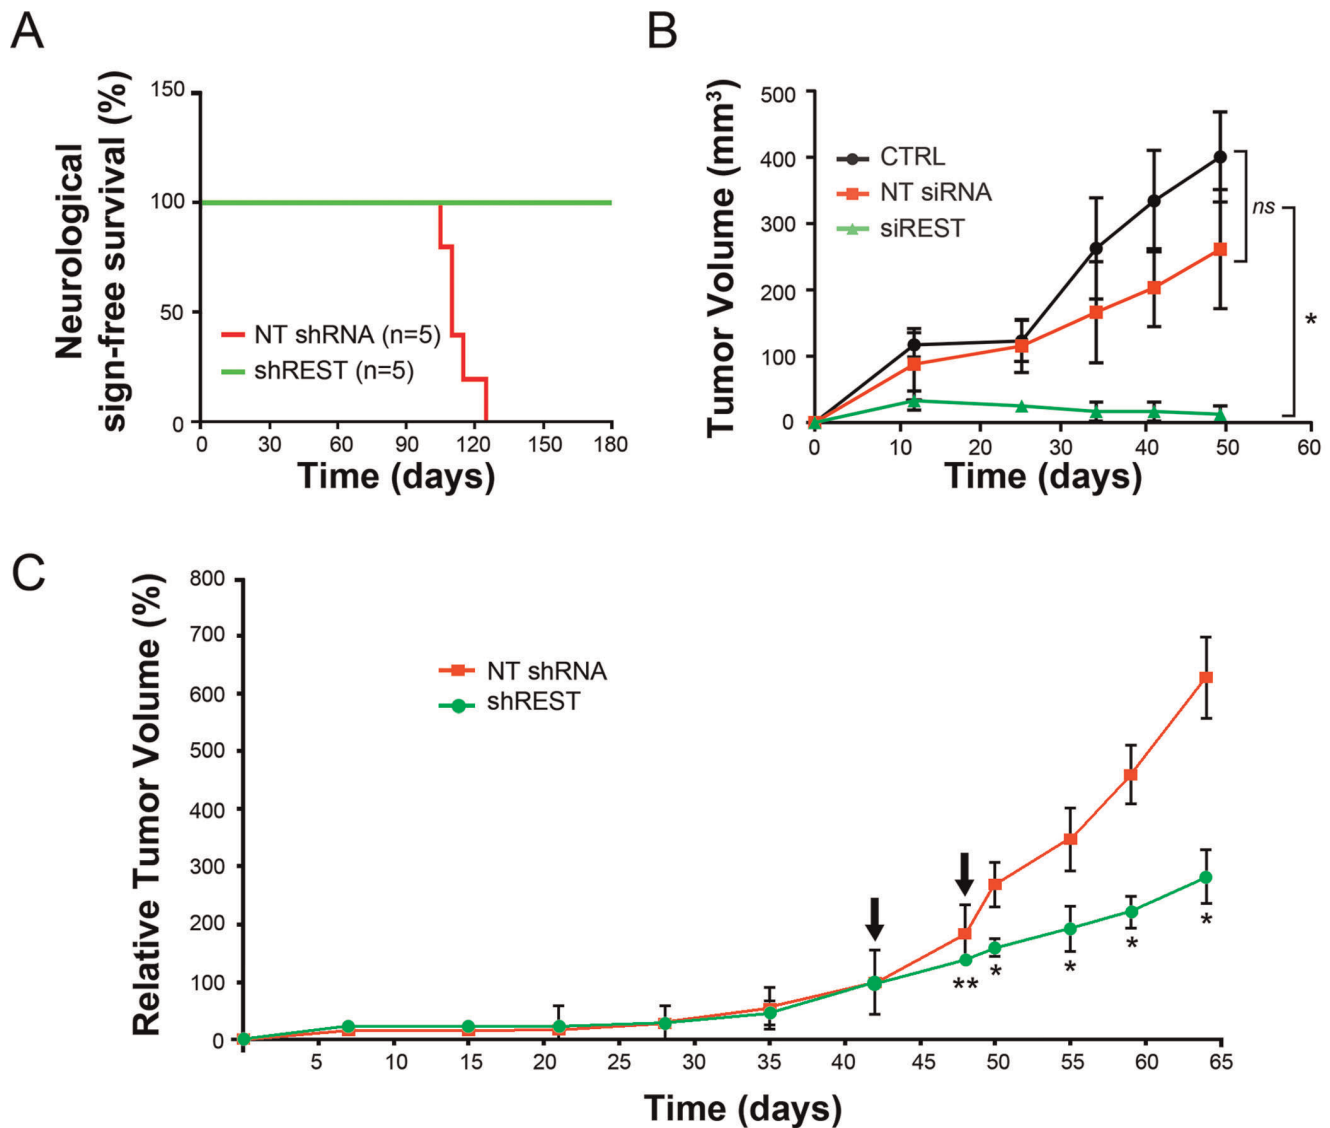 A
Neurological
sign-free survival (%)
150
100
50
0
NT shRNA (n=5)
shREST (n=5)
0 30 60 90 120 150 180
Time (days)
B
Tumor Volume (mm³)
500
400
300
200
100
0
CTRL
NT siRNA
siREST
ns
*
0 10 20 30 40 50 60
Time (days)
C
Relative Tumor Volume (%)
800
700
600
500
400
300
200
100
0
NT shRNA
shREST
** * * * *
5 10 15 20 25 30 35 40 45 50 55 60 65
Time (days)